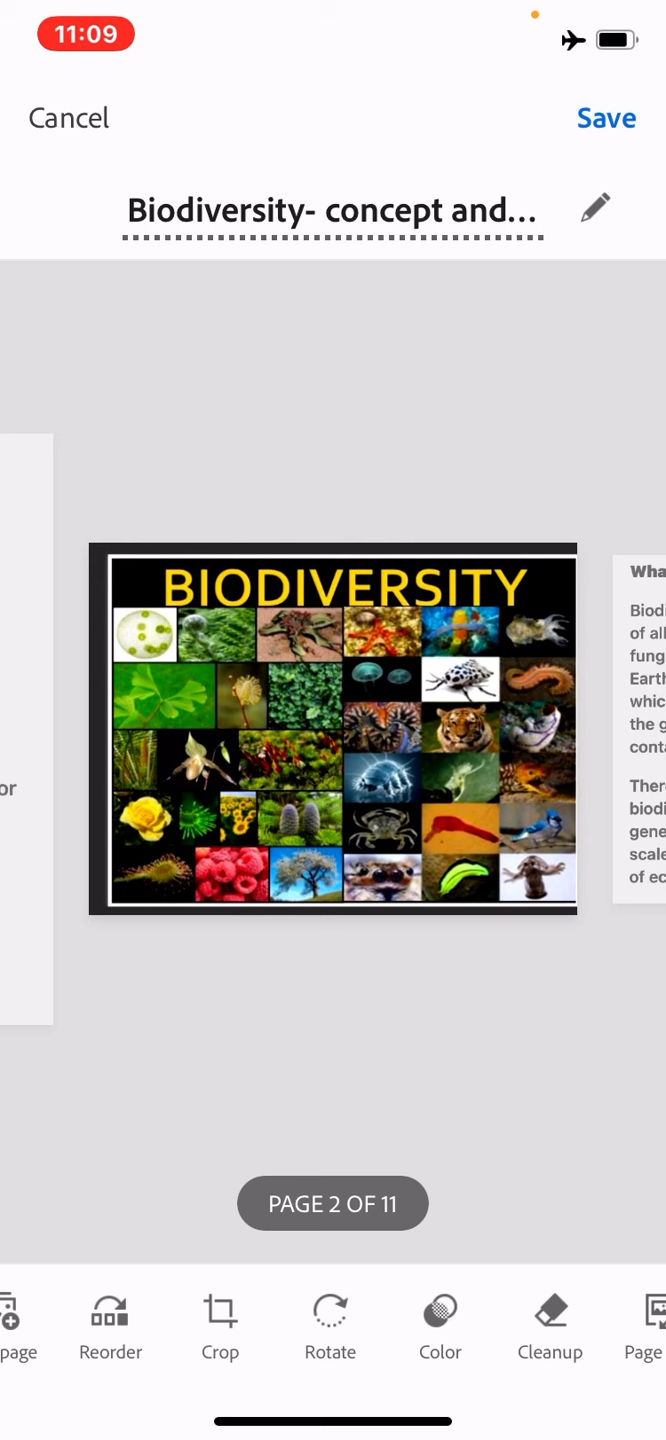 11:09
Cancel
Save
Biodiversity- concept and...
BIODIVERSITY
or
Wha
Biod
of all
fung
Earth
whic
the g
conta
Ther
biodi
gene
scale
of ec
PAGE 2 OF 11
page
Reorder
Crop
Rotate
Color
Cleanup
Page